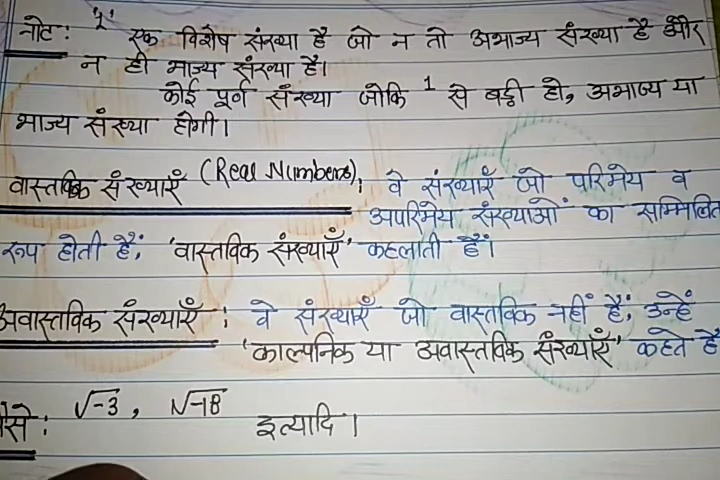 नोट: '1' एक विशेष संख्या है जो न तो अभाज्य संख्या है और
न ही भाज्य संख्या है।
कोई पूर्ण संख्या जोकि 1 से बड़ी हो, अभाज्य या
भाज्य संख्या होगी।
वास्तविक संख्याएँ (Real Numbers): वे संख्याएँ जो परिमेय व
अपरिमेय संख्याओं का सम्मिलित
रूप होती हैं; 'वास्तविक संख्याएँ' कहलाती हैं।
अवास्तविक संख्याएँ : वे संख्याएँ जो वास्तविक नहीं हैं; उन्हें
'काल्पनिक या अवास्तविक संख्याएँ' कहते है
जैसे: √-3, √-18 इत्यादि।